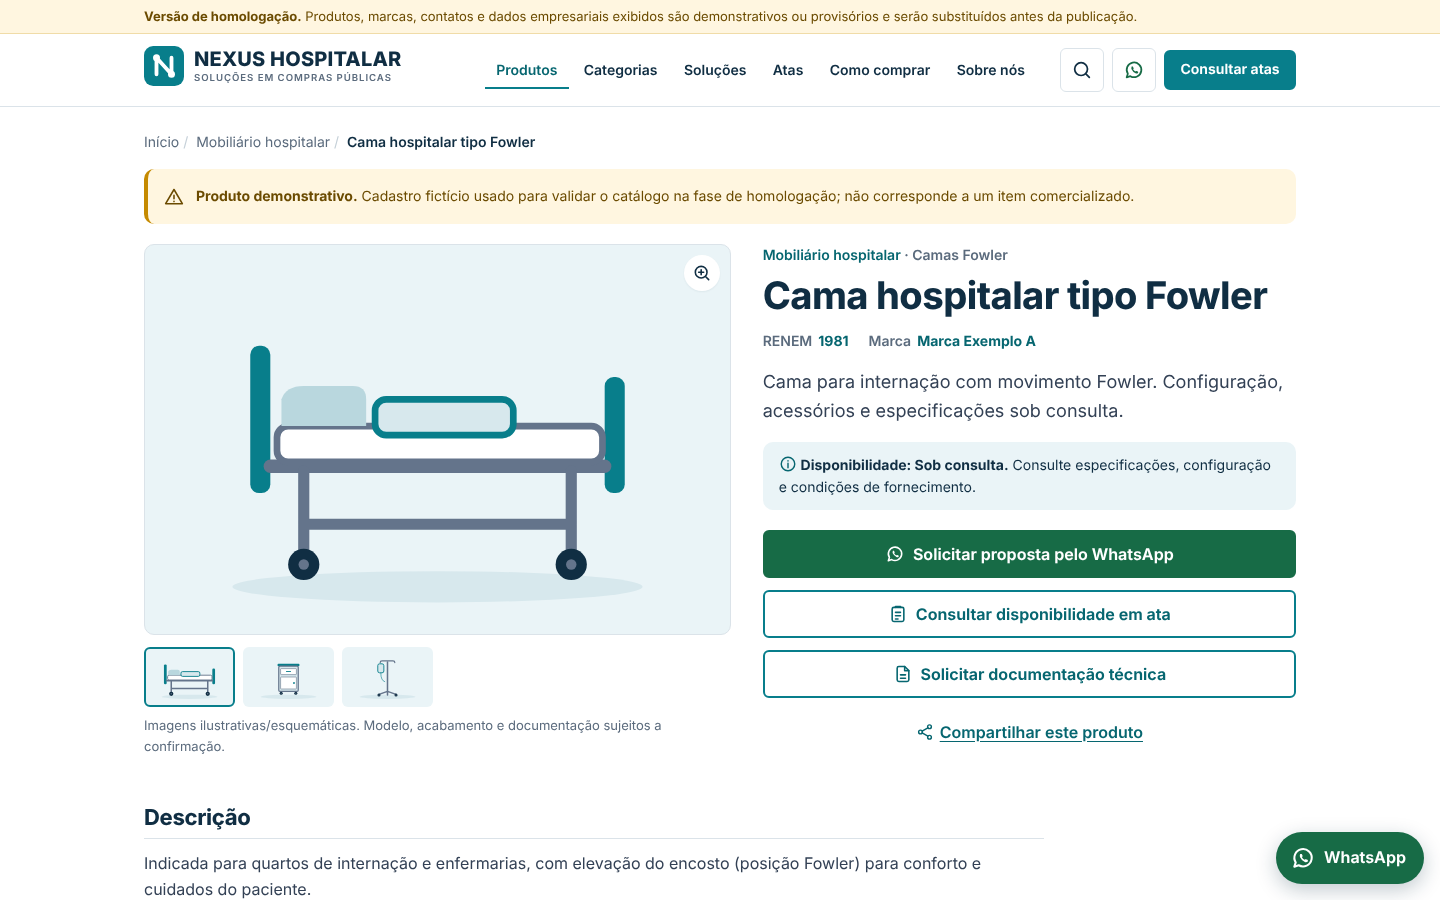 Versão de homologação. Produtos, marcas, contatos e dados empresariais exibidos são demonstrativos ou provisórios e serão substituídos antes da publicação.
NEXUS HOSPITALAR
SOLUÇÕES EM COMPRAS PÚBLICAS
Produtos Categorias Soluções Atas Como comprar Sobre nós Consultar atas
Início / Mobiliário hospitalar / Cama hospitalar tipo Fowler
Produto demonstrativo. Cadastro fictício usado para validar o catálogo na fase de homologação; não corresponde a um item comercializado.
Mobiliário hospitalar · Camas Fowler
Cama hospitalar tipo Fowler
RENEM 1981 Marca Marca Exemplo A
Cama para internação com movimento Fowler. Configuração,
acessórios e especificações sob consulta.
Disponibilidade: Sob consulta. Consulte especificações, configuração
e condições de fornecimento.
Solicitar proposta pelo WhatsApp
Consultar disponibilidade em ata
Solicitar documentação técnica
Compartilhar este produto
Imagens ilustrativas/esquemáticas. Modelo, acabamento e documentação sujeitos a
confirmação.
Descrição
Indicada para quartos de internação e enfermarias, com elevação do encosto (posição Fowler) para conforto e
cuidados do paciente.
WhatsApp